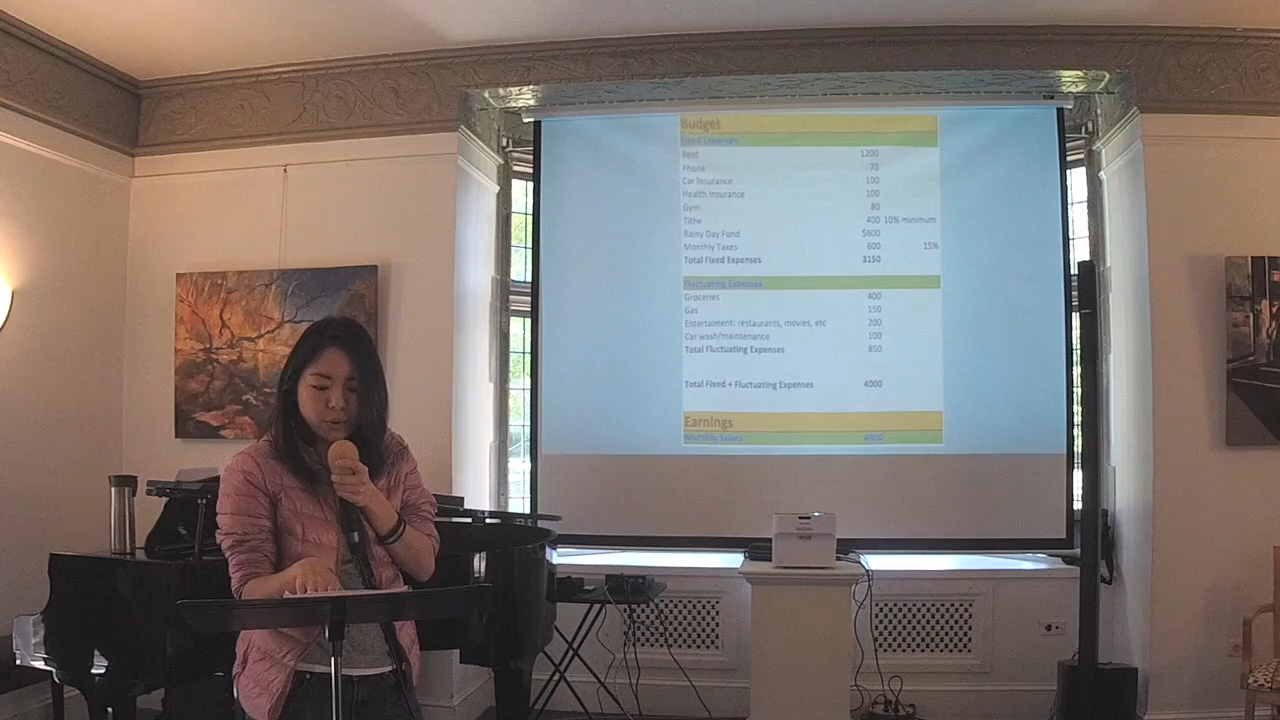 Budget
Fixed Expenses
Rent 1200
Phone 70
Car Insurance 100
Health Insurance 100
Gym 80
Tithe 400 10% minimum
Rainy Day Fund $600
Monthly Taxes 600 15%
Total Fixed Expenses 3150
Fluctuating Expenses
Groceries 400
Gas 150
Entertaiment: restaurants, movies, etc 200
Car wash/maintenance 100
Total Fluctuating Expenses 850
Total Fixed + Fluctuating Expenses 4000
Earnings
Monthly Salary